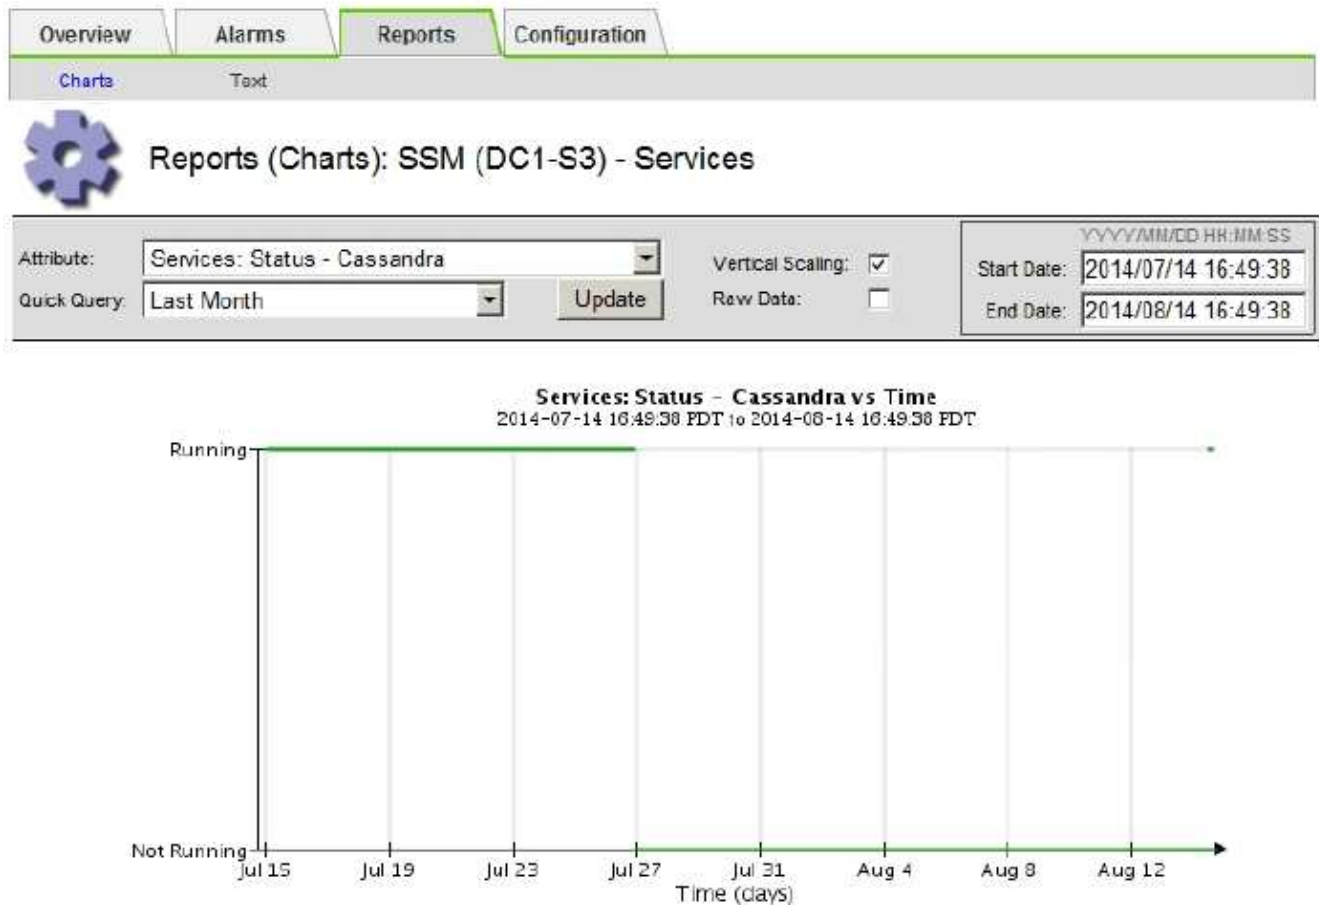 Overview Alarms Reports Configuration
Charts Text
Reports (Charts): SSM (DC1-S3) - Services
YYYY/MM/DD HH:MM:SS
Attribute: Services: Status - Cassandra Vertical Scaling: Start Date: 2014/07/14 16:49:38
Quick Query: Last Month Update Raw Data: End Date: 2014/08/14 16:49:38
Services: Status - Cassandra vs Time
2014-07-14 16:49:38 PDT to 2014-08-14 16:49:38 PDT
Running
Not Running
Jul 15 Jul 19 Jul 23 Jul 27 Jul 31 Aug 4 Aug 8 Aug 12
Time (days)